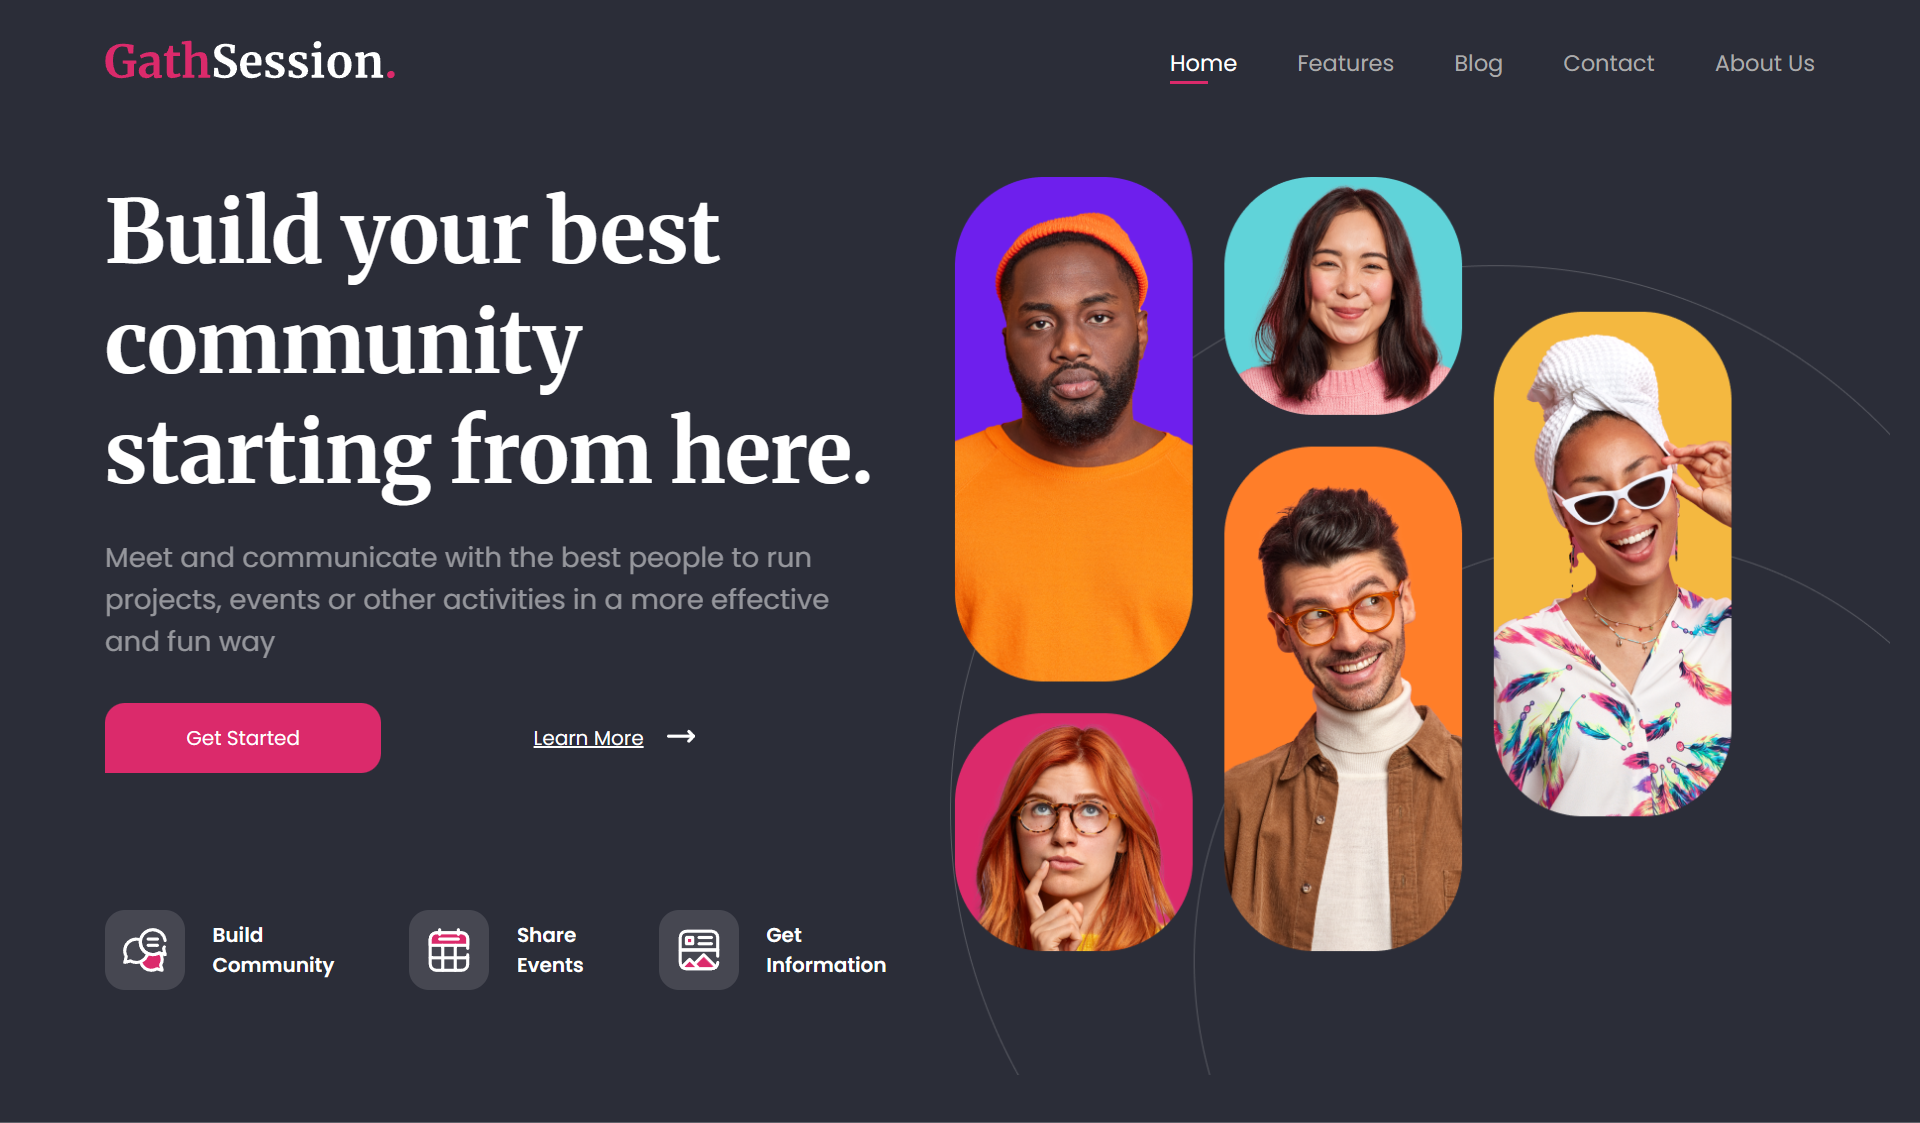 GathSession.
Home
Features
Blog
Contact
About Us
Build your best
community
starting from here.
Meet and communicate with the best people to run
projects, events or other activities in a more effective
and fun way
Get Started
Learn More
Build
Community
Share
Events
Get
Information